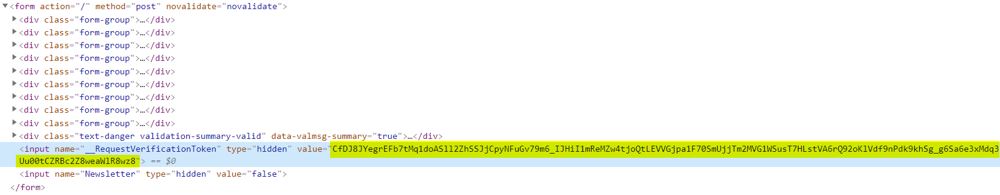 ▼<form action="/" method="post" novalidate="novalidate">
▶<div class="form-group">…</div>
▶<div class="form-group">…</div>
▶<div class="form-group">…</div>
▶<div class="form-group">…</div>
▶<div class="form-group">…</div>
▶<div class="form-group">…</div>
▶<div class="form-group">…</div>
▶<div class="form-group">…</div>
▶<div class="form-group">…</div>
▶<div class="text-danger validation-summary-valid" data-valmsg-summary="true">…</div>
<input name="__RequestVerificationToken" type="hidden" value="CfDJ8JYegrEFb7tMq1doASll2ZhSSJjCpyNFuGv79m6_IJHiI1mReMZw4tjoQtLEVVGjpa1F70SmUjjTm2MVG1WSusT7HLstVA6rQ92oKlVdf9nPdk9khSg_g6Sa6e3xMdq3
Uu00tCZRBc2Z8weaWlR8wz8"> == $0
<input name="Newsletter" type="hidden" value="false">
</form>